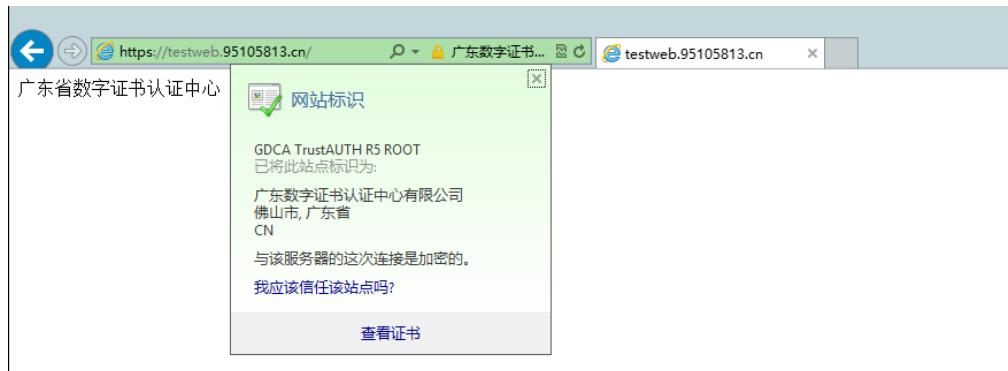 https://testweb.95105813.cn/
广东数字证书...
testweb.95105813.cn
广东省数字证书认证中心
网站标识
GDCA TrustAUTH R5 ROOT
已将此站点标识为:
广东数字证书认证中心有限公司
佛山市, 广东省
CN
与该服务器的这次连接是加密的。
我应该信任该站点吗?
查看证书